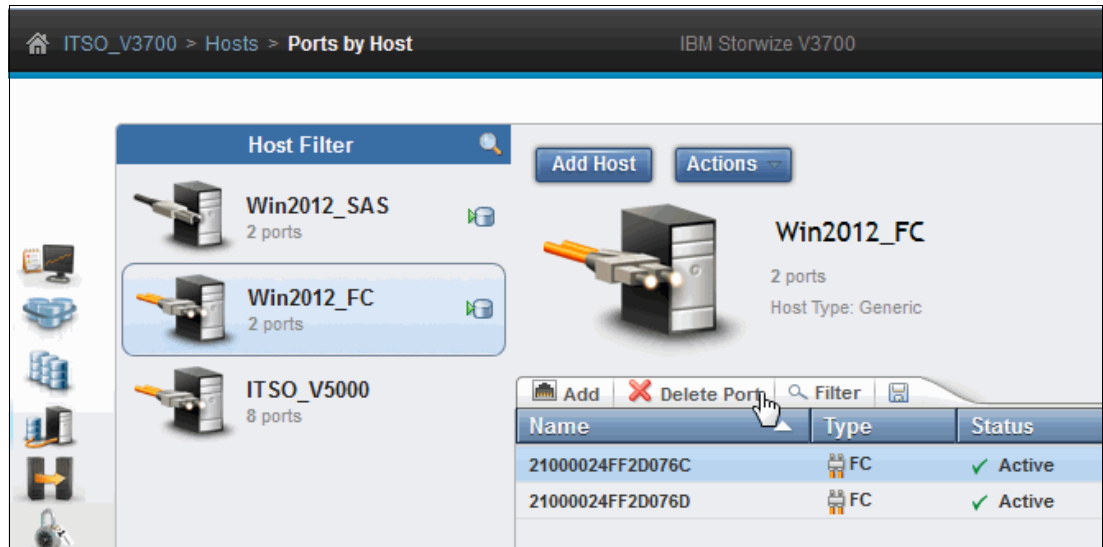 ITSO_V3700 > Hosts > Ports by Host IBM Storwize V3700
Host Filter
Win2012_SAS
2 ports
Win2012_FC
2 ports
ITSO_V5000
8 ports
Add Host Actions
Win2012_FC
2 ports
Host Type: Generic
Add Delete Port Filter
Name Type Status
21000024FF2D076C FC Active
21000024FF2D076D FC Active